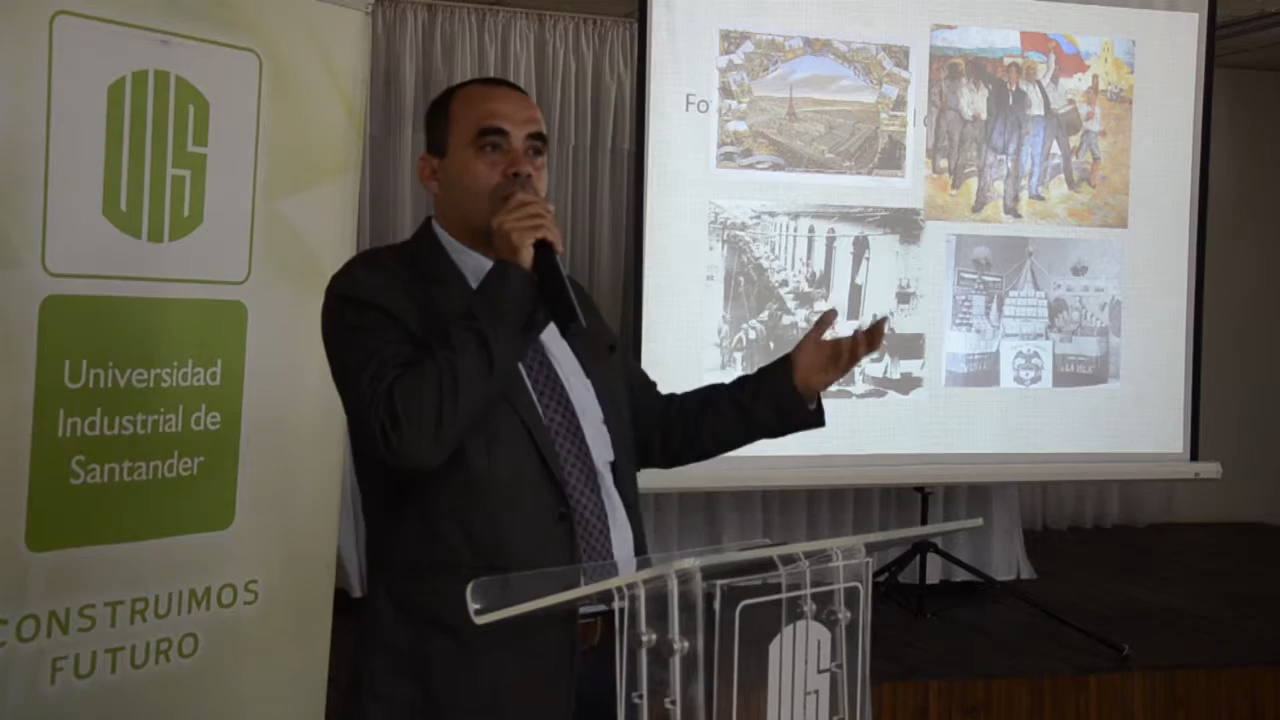 UIS
Universidad
Industrial de
Santander
CONSTRUIMOS
FUTURO
Fo
UIS